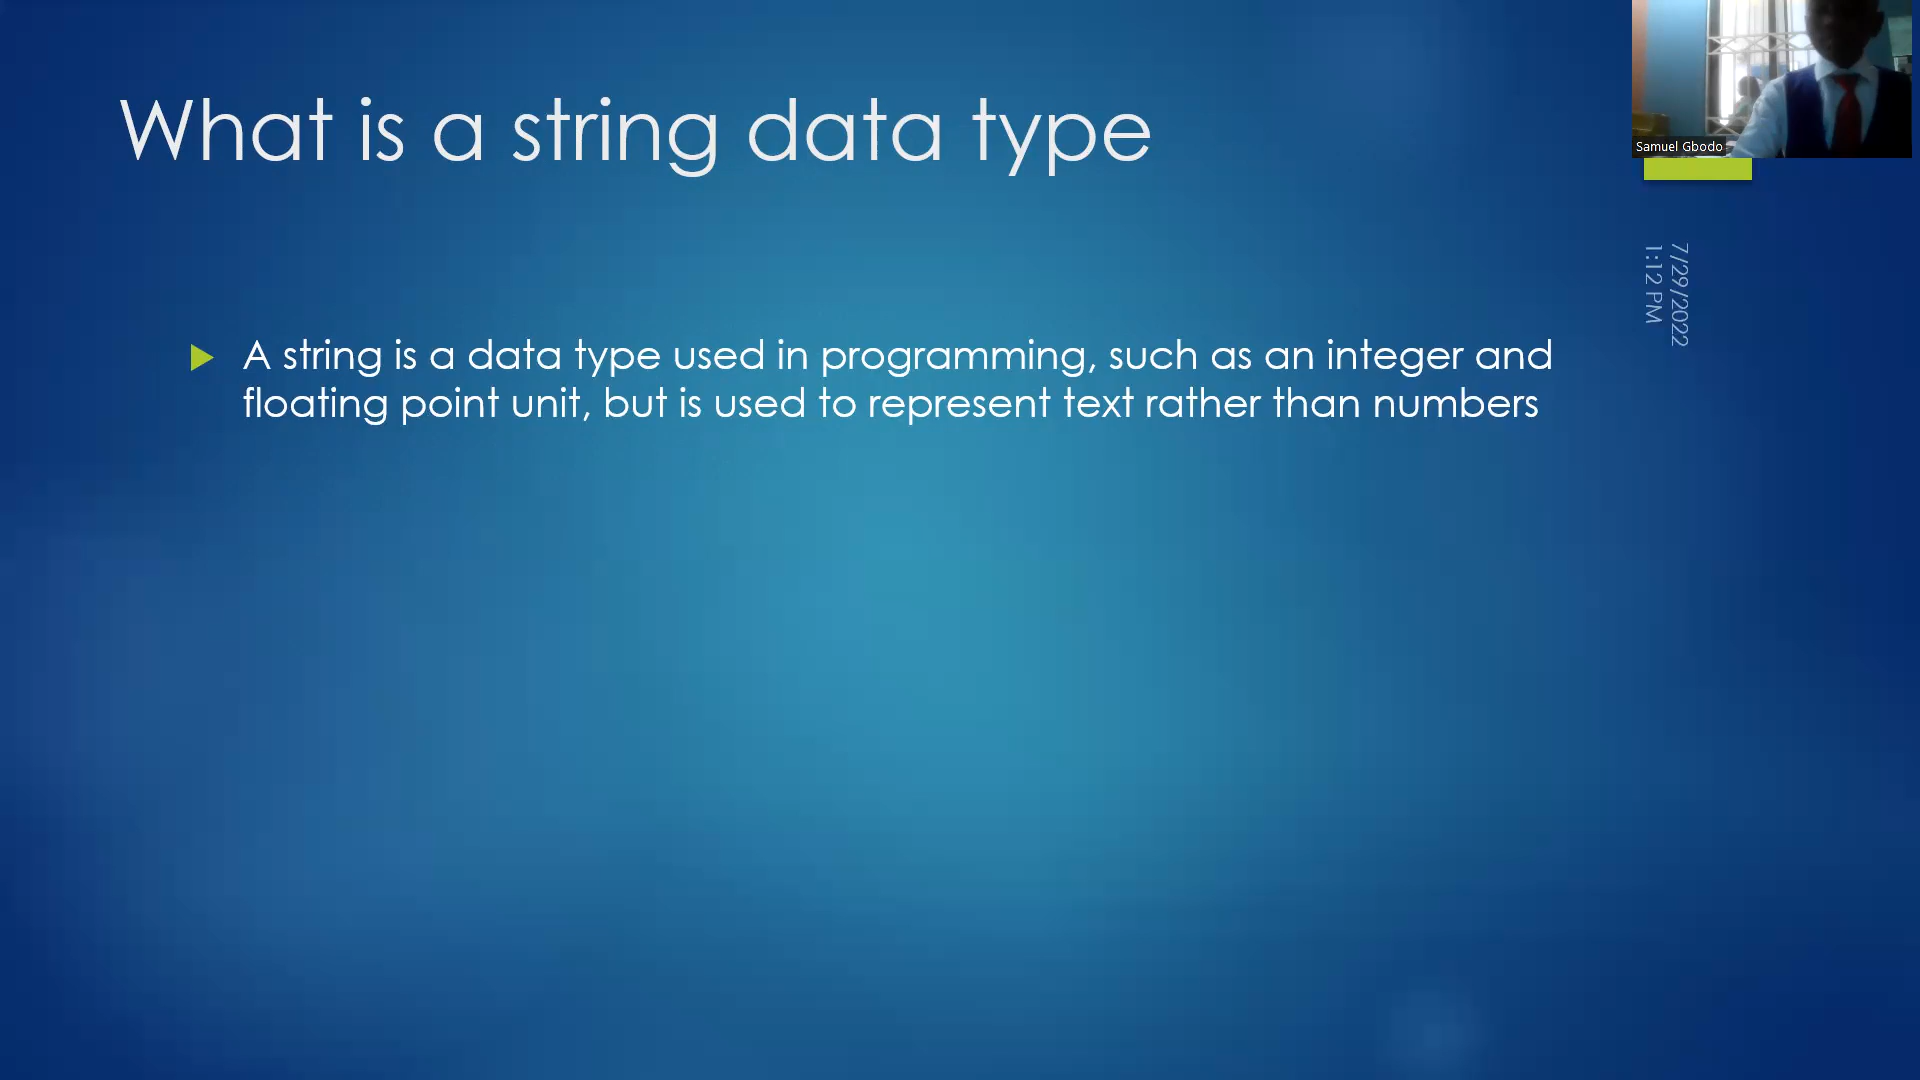 What is a string data type
A string is a data type used in programming, such as an integer and
floating point unit, but is used to represent text rather than numbers
Samuel Gbodo
7/29/2022
1:12 PM